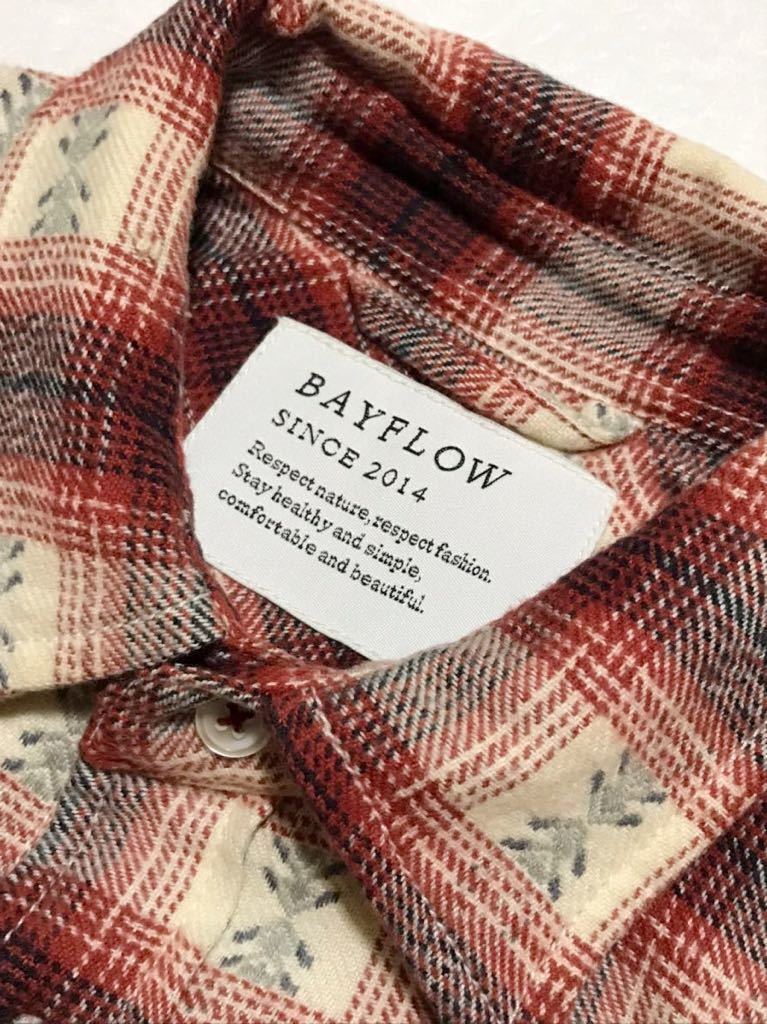 BAYFLOW
SINCE 2014
Respect nature, respect fashion.
Stay healthy and simple,
comfortable and beautiful.